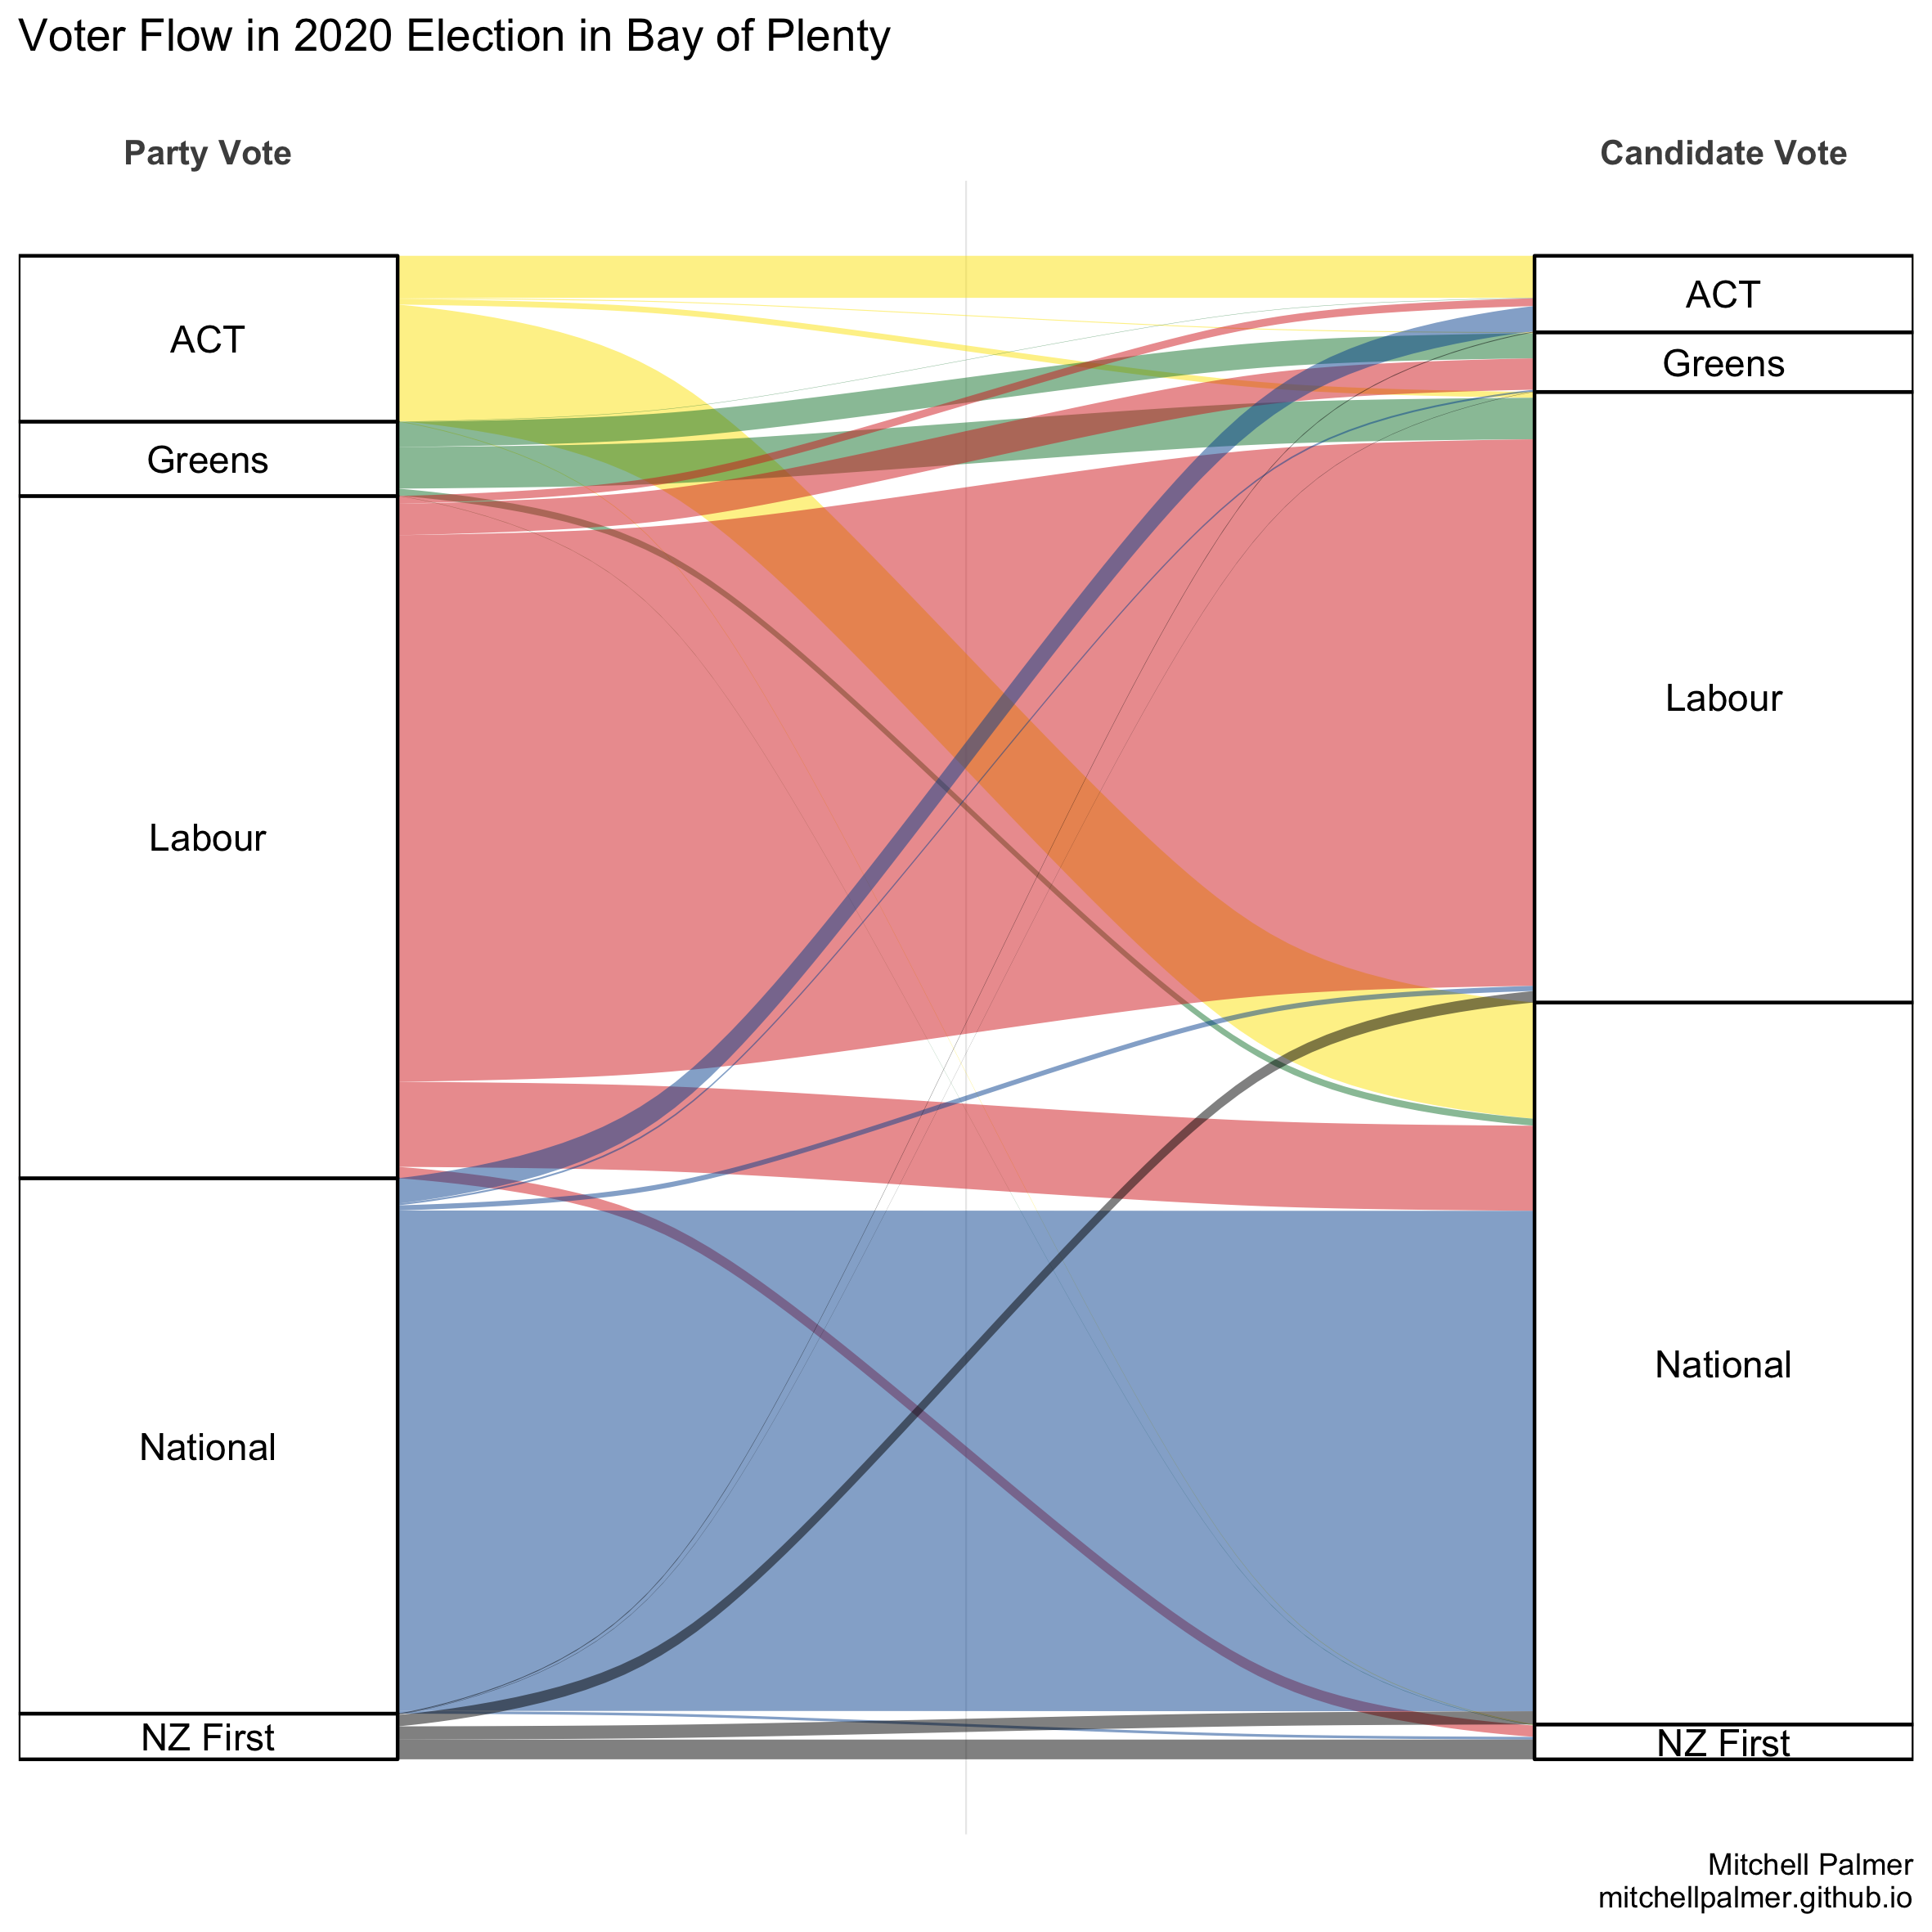 Voter Flow in 2020 Election in Bay of Plenty
Party Vote
Candidate Vote
ACT
Greens
Labour
National
NZ First
ACT
Greens
Labour
National
NZ First
Mitchell Palmer
mitchellpalmer.github.io